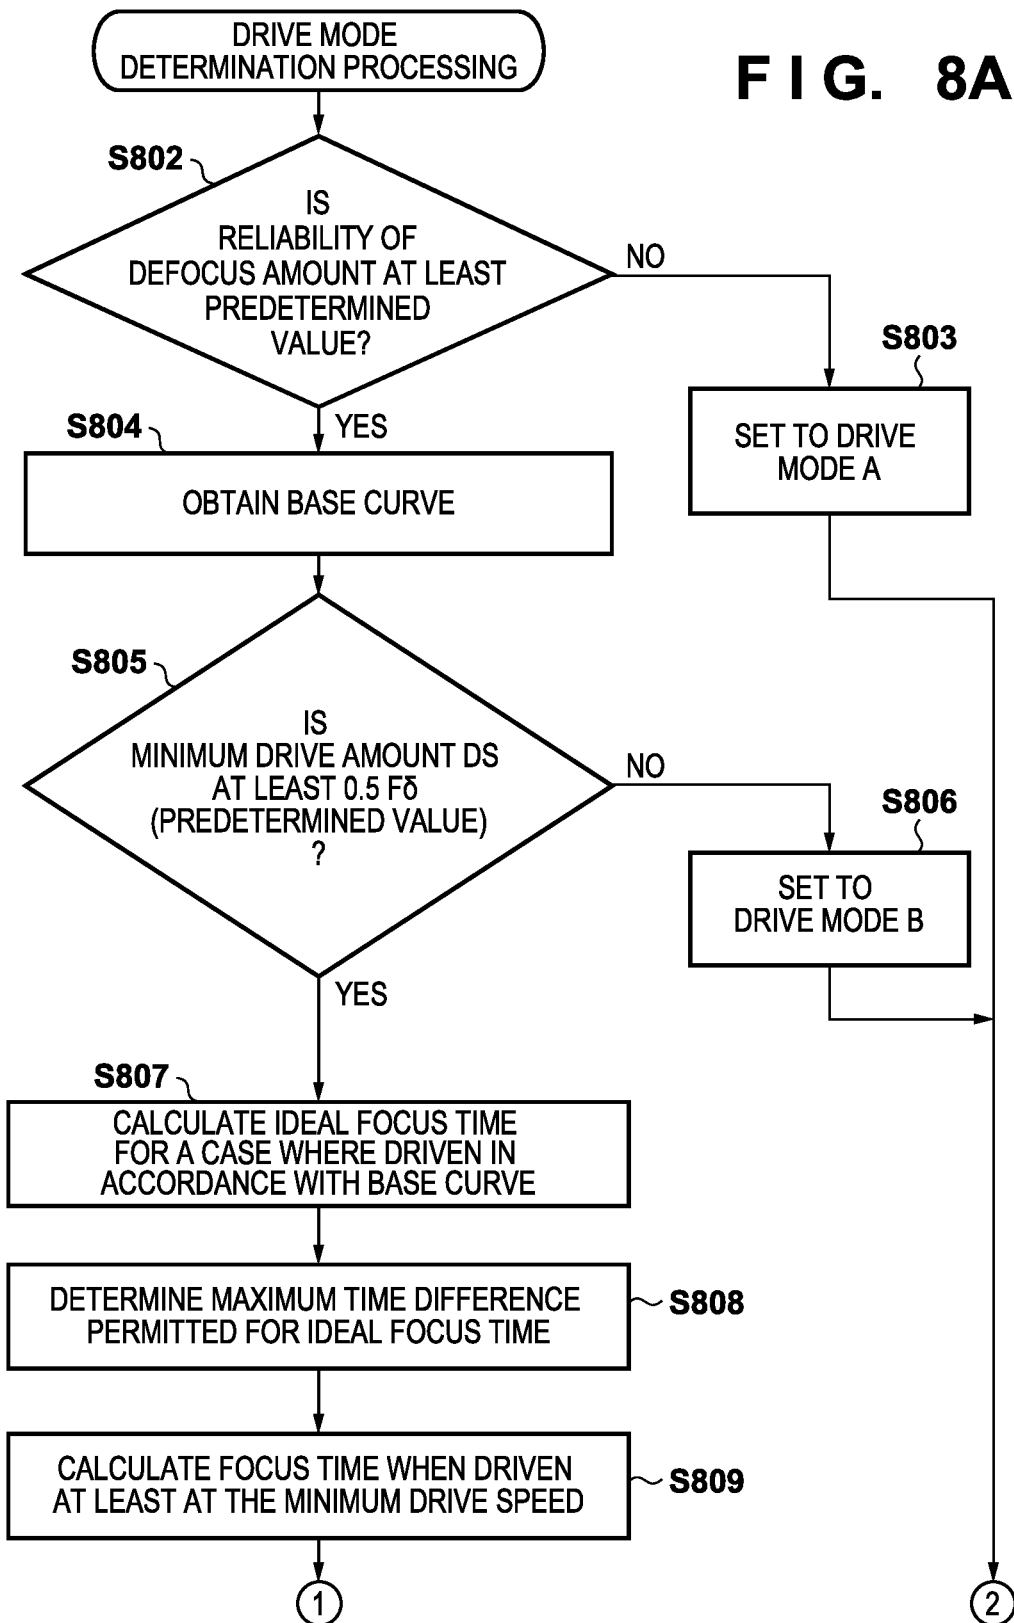 DRIVE MODE
DETERMINATION PROCESSING
FIG. 8A
S802
IS
RELIABILITY OF
DEFOCUS AMOUNT AT LEAST
PREDETERMINED
VALUE?
NO
YES
S803
SET TO DRIVE
MODE A
S804
OBTAIN BASE CURVE
S805
IS
MINIMUM DRIVE AMOUNT DS
AT LEAST 0.5 Fδ
(PREDETERMINED VALUE)
?
NO
YES
S806
SET TO
DRIVE MODE B
S807
CALCULATE IDEAL FOCUS TIME
FOR A CASE WHERE DRIVEN IN
ACCORDANCE WITH BASE CURVE
DETERMINE MAXIMUM TIME DIFFERENCE
PERMITTED FOR IDEAL FOCUS TIME
S808
CALCULATE FOCUS TIME WHEN DRIVEN
AT LEAST AT THE MINIMUM DRIVE SPEED
S809
1
2